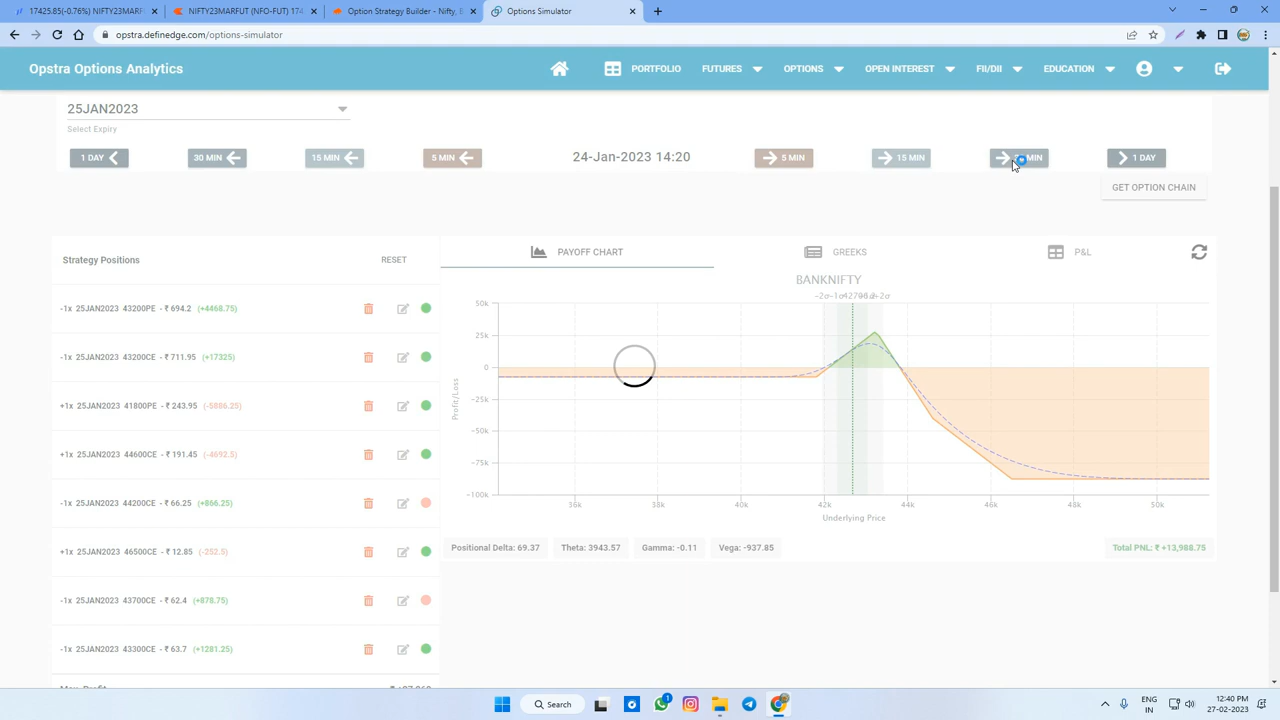 17425.85(-0.23%) BEARMARF
NIFTY23MARFUT (NFO-FUT) 174
Option Strategy Builder - Nifty, B
Options Simulator
opstra.definedge.com/options-simulator
Opstra Options Analytics
PORTFOLIO FUTURES OPTIONS OPEN INTEREST FII/DII EDUCATION
25JAN2023
Select Expiry
1 DAY 30 MIN 15 MIN 5 MIN 24-Jan-2023 14:20 5 MIN 15 MIN MIN 1 DAY
GET OPTION CHAIN
Strategy Positions RESET
PAYOFF CHART GREEKS P&L
BANKNIFTY
-1x 25JAN2023 43200PE - ₹ 694.2 (+4468.75)
-1x 25JAN2023 43200CE - ₹ 711.95 (+17325)
+1x 25JAN2023 41800PE - ₹ 243.95 (-5886.25)
+1x 25JAN2023 44600CE - ₹ 191.45 (-4692.5)
-1x 25JAN2023 44200CE - ₹ 66.25 (+866.25)
+1x 25JAN2023 46500CE - ₹ 12.85 (-252.5)
-1x 25JAN2023 43700CE - ₹ 62.4 (+878.75)
-1x 25JAN2023 43300CE - ₹ 63.7 (+1281.25)
50k
25k
0
-25k
-50k
-75k
-100k
Profit/Loss
36k 38k 40k 42k 44k 46k 48k 50k
Underlying Price
Positional Delta: 69.37 Theta: 3943.57 Gamma: -0.11 Vega: -937.85 Total PNL: ₹ +13,988.75
Search
ENG
IN
12:40 PM
27-02-2023